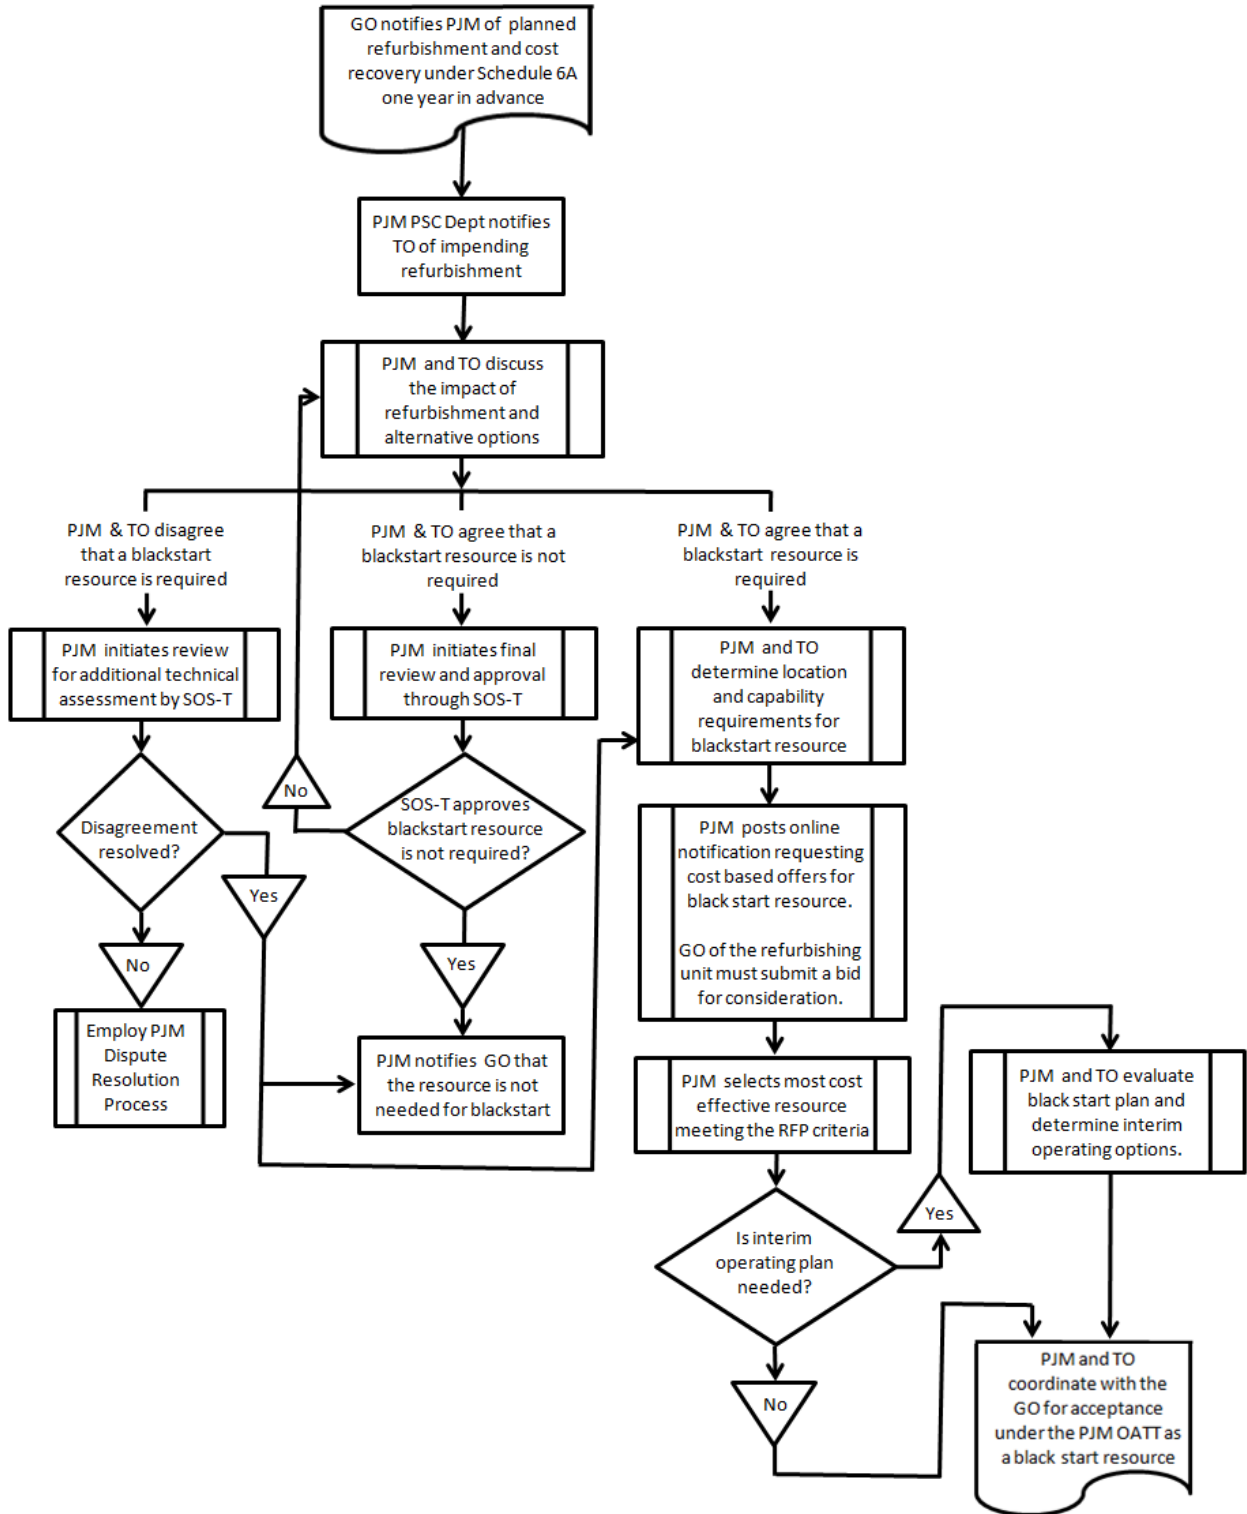 GO notifies PJM of planned
refurbishment and cost
recovery under Schedule 6A
one year in advance
PJM PSC Dept notifies
TO of impending
refurbishment
PJM and TO discuss
the impact of
refurbishment and
alternative options
PJM & TO disagree
that a blackstart
resource is required
PJM & TO agree that a
blackstart resource is not
required
PJM & TO agree that a
blackstart resource is
required
PJM initiates review
for additional technical
assessment by SOS-T
PJM initiates final
review and approval
through SOS-T
PJM and TO
determine location
and capability
requirements for
blackstart resource
Disagreement
resolved?
No
SOS-T approves
blackstart resource
is not required?
Yes
No
Yes
PJM posts online
notification requesting
cost based offers for
black start resource.
GO of the refurbishing
unit must submit a bid
for consideration.
Employ PJM
Dispute
Resolution
Process
PJM notifies GO that
the resource is not
needed for blackstart
PJM selects most cost
effective resource
meeting the RFP criteria
PJM and TO evaluate
black start plan and
determine interim
operating options.
Is interim
operating plan
needed?
Yes
No
PJM and TO
coordinate with the
GO for acceptance
under the PJM OATT as
a black start resource